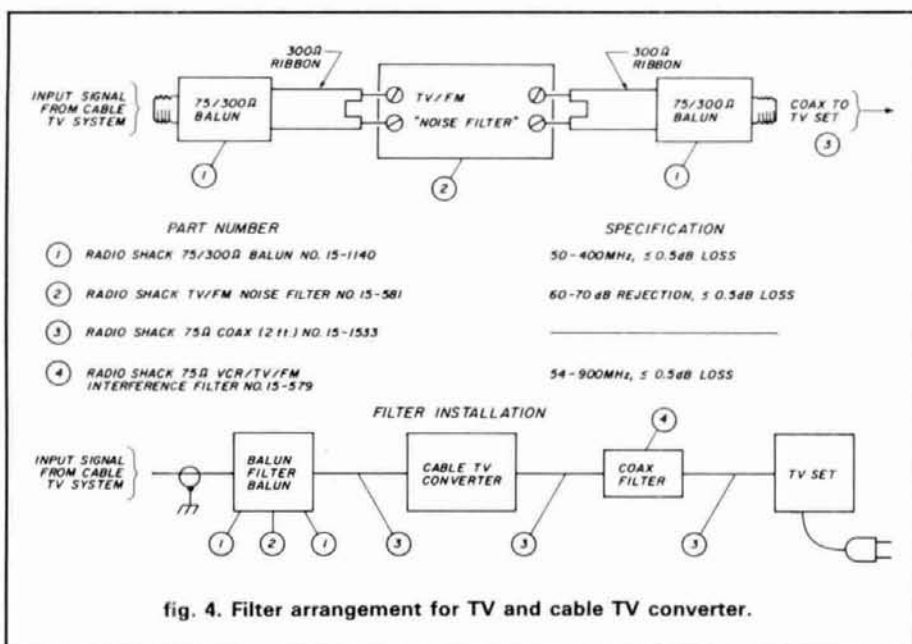 INPUT SIGNAL
FROM CABLE
TV SYSTEM
75/300Ω
BALUN
1
300Ω
RIBBON
TV/FM
"NOISE FILTER"
2
300Ω
RIBBON
75/300Ω
BALUN
1
COAX TO
TV SET
3
PART NUMBER
SPECIFICATION
1 RADIO SHACK 75/300Ω BALUN NO. 15-1140
50-400MHz, ≤ 0.5dB LOSS
2 RADIO SHACK TV/FM NOISE FILTER NO 15-581
60-70 dB REJECTION, ≤ 0.5dB LOSS
3 RADIO SHACK 75Ω COAX (2 ft.) NO. 15-1533
4 RADIO SHACK 75Ω VCR/TV/FM
INTERFERENCE FILTER NO. 15-579
54-900MHz, ≤ 0.5dB LOSS
FILTER INSTALLATION
INPUT SIGNAL
FROM CABLE
TV SYSTEM
BALUN
FILTER
BALUN
1 2 1
3
CABLE TV
CONVERTER
3
4
COAX
FILTER
3
TV SET
fig. 4. Filter arrangement for TV and cable TV converter.